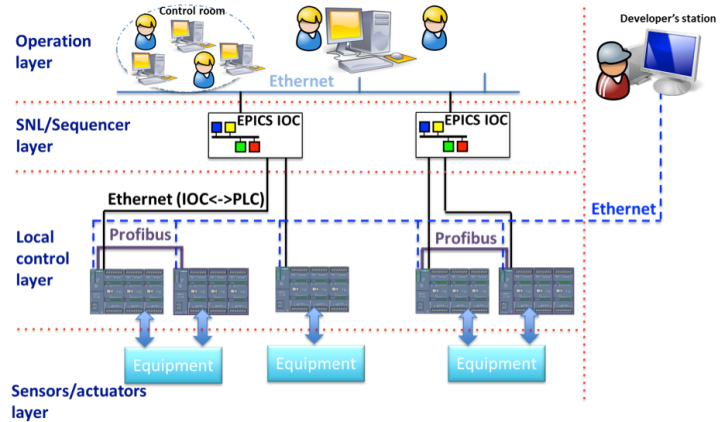 Control room
Developer's station
Operation
layer
Ethernet
SNL/Sequencer
layer
EPICS IOC
EPICS IOC
Ethernet (IOC<->PLC)
Ethernet
Profibus
Profibus
Local
control
layer
Equipment
Equipment
Equipment
Sensors/actuators
layer